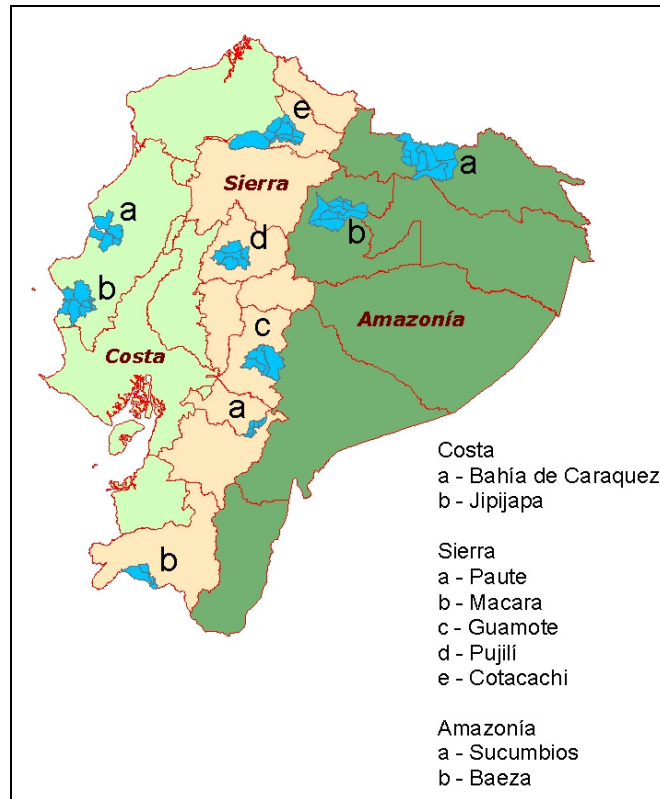 e
Sierra
a
a
b
d
b
c
Amazonía
Costa
a
b
Costa
a - Bahía de Caraquez
b - Jipijapa
Sierra
a - Paute
b - Macara
c - Guamote
d - Pujilí
e - Cotacachi
Amazonía
a - Sucumbios
b - Baeza